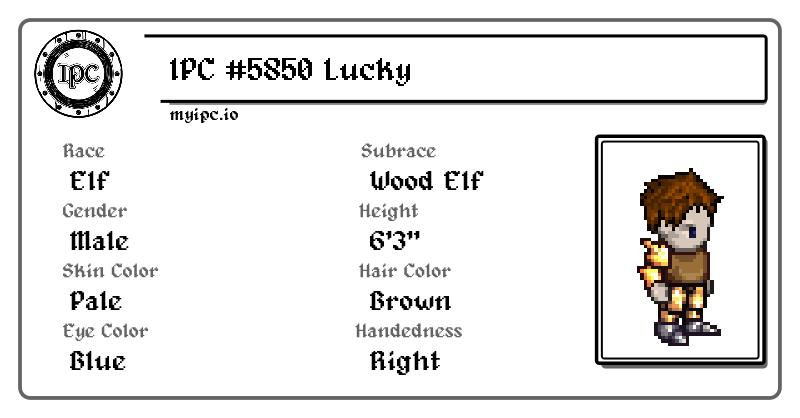 IPC
IPC #5850 Lucky
myipc.io
Race
Elf
Subrace
Wood Elf
Gender
Male
Height
6'3"
Skin Color
Pale
Hair Color
Brown
Eye Color
Blue
Handedness
Right